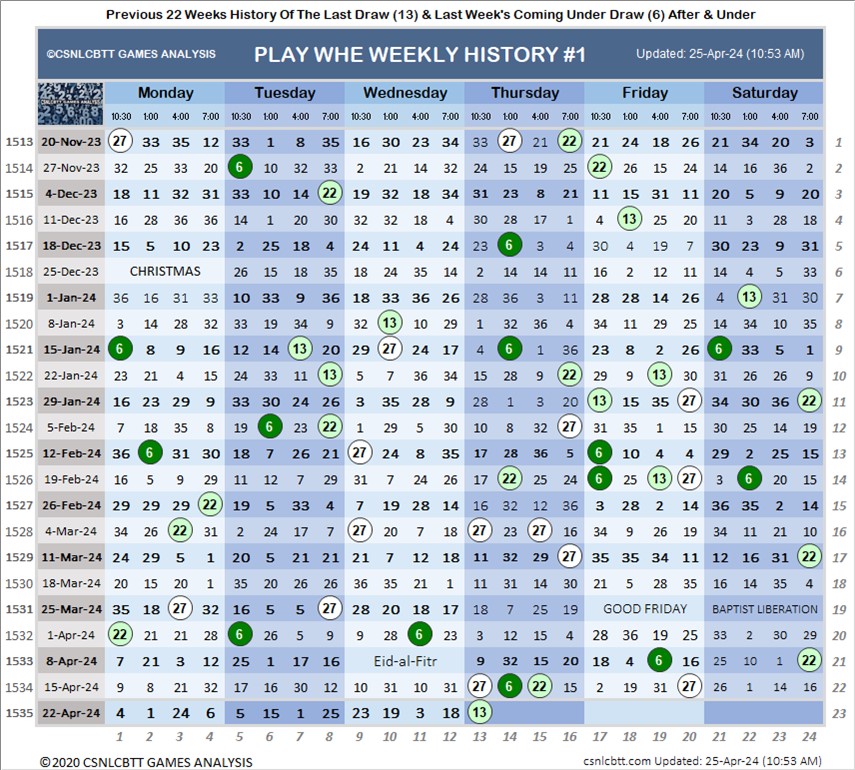 Previous 22 Weeks History Of The Last Draw (13) & Last Week's Coming Under Draw (6) After & Under
©CSNLCBTT GAMES ANALYSIS PLAY WHE WEEKLY HISTORY #1 Updated: 25-Apr-24 (10:53 AM)
CSNLCBTT GAMES ANALYSIS Monday Tuesday Wednesday Thursday Friday Saturday
10:30 1:00 4:00 7:00 10:30 1:00 4:00 7:00 10:30 1:00 4:00 7:00 10:30 1:00 4:00 7:00 10:30 1:00 4:00 7:00 10:30 1:00 4:00 7:00
1513 20-Nov-23 27 33 35 12 33 1 8 35 16 30 23 34 33 27 21 22 21 24 18 26 21 34 20 3 1
1514 27-Nov-23 32 25 33 20 6 10 32 33 2 21 14 32 24 15 19 25 22 26 15 24 14 16 36 2 2
1515 4-Dec-23 18 11 32 31 33 10 14 22 19 32 18 34 31 23 8 21 11 15 31 11 20 5 9 20 3
1516 11-Dec-23 16 28 36 36 14 1 20 30 32 32 18 4 30 28 17 1 4 13 25 9 11 3 28 18 4
1517 18-Dec-23 15 5 10 23 2 25 18 4 24 11 4 24 23 6 3 4 30 4 19 7 30 23 9 31 5
1518 25-Dec-23 CHRISTMAS 26 15 18 35 18 24 35 14 2 14 11 11 16 2 12 11 14 4 5 33 6
1519 1-Jan-24 36 16 31 33 10 33 9 36 18 33 36 26 28 36 3 11 28 28 14 26 4 13 31 30 7
1520 8-Jan-24 3 14 28 32 33 19 34 9 32 13 10 29 1 32 36 4 34 11 29 25 14 34 10 35 8
1521 15-Jan-24 6 8 9 16 12 14 13 20 29 27 24 17 4 6 1 36 23 8 2 26 6 33 5 1 9
1522 22-Jan-24 23 21 4 15 24 33 11 13 5 7 36 34 15 28 9 22 29 9 13 30 31 26 26 9 10
1523 29-Jan-24 16 23 29 9 33 30 24 26 3 35 28 9 28 1 3 20 13 15 35 27 34 30 36 22 11
1524 5-Feb-24 7 18 35 8 19 6 23 22 1 29 5 30 10 8 32 27 31 35 1 15 30 25 14 19 12
1525 12-Feb-24 36 6 31 30 18 7 26 21 27 24 8 35 17 28 36 5 6 10 4 4 29 2 25 15 13
1526 19-Feb-24 16 5 9 29 11 12 7 29 31 7 24 26 17 22 25 24 6 25 13 27 3 6 20 15 14
1527 26-Feb-24 29 29 29 22 19 5 33 4 7 19 28 14 16 32 12 36 3 28 2 14 36 35 2 14 15
1528 4-Mar-24 34 26 22 31 2 24 17 7 27 20 7 18 27 23 27 16 34 9 26 19 34 11 21 10 16
1529 11-Mar-24 24 29 5 1 20 5 21 21 21 7 12 18 11 32 29 27 35 35 34 11 12 16 31 22 17
1530 18-Mar-24 20 15 20 1 35 20 26 26 36 35 21 1 11 31 14 30 21 5 28 35 16 14 35 4 18
1531 25-Mar-24 35 18 27 32 16 5 5 27 28 20 17 18 18 7 25 19 GOOD FRIDAY BAPTIST LIBERATION 19
1532 1-Apr-24 22 21 21 28 6 26 5 9 9 28 6 23 3 12 15 4 28 36 19 25 33 2 30 29 20
1533 8-Apr-24 7 21 3 12 25 1 17 16 Eid-al-Fitr 9 32 15 20 18 4 6 16 25 10 1 22 21
1534 15-Apr-24 9 8 21 32 17 16 30 12 10 31 10 31 27 6 22 15 2 19 31 27 26 1 14 16 22
1535 22-Apr-24 4 1 24 6 5 15 1 25 23 19 3 18 13 23
1 2 3 4 5 6 7 8 9 10 11 12 13 14 15 16 17 18 19 20 21 22 23 24
©2020 CSNLCBTT GAMES ANALYSIS csnlcbtt.com Updated: 25-Apr-24 (10:53 AM)